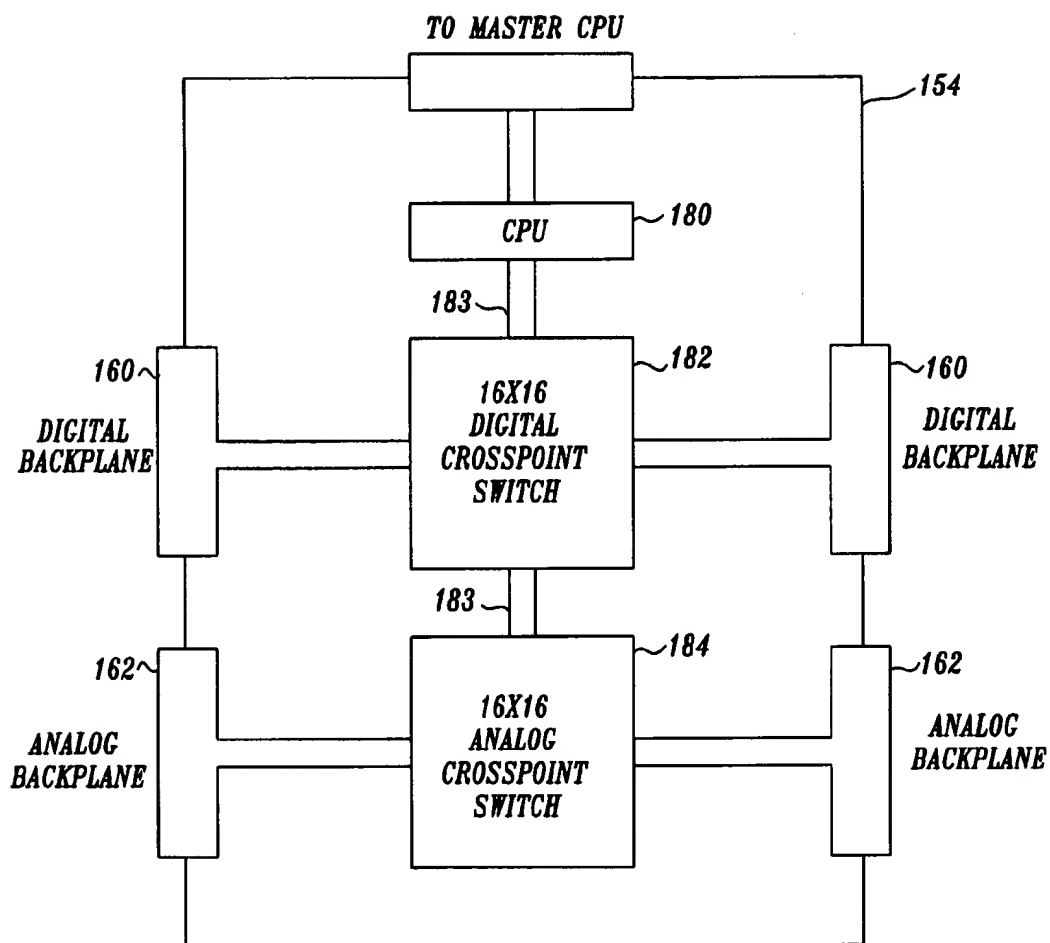 TO MASTER CPU
154
CPU
180
183
160
DIGITAL
BACKPLANE
16X16
DIGITAL
CROSSPOINT
SWITCH
182
160
DIGITAL
BACKPLANE
183
162
ANALOG
BACKPLANE
16X16
ANALOG
CROSSPOINT
SWITCH
184
162
ANALOG
BACKPLANE